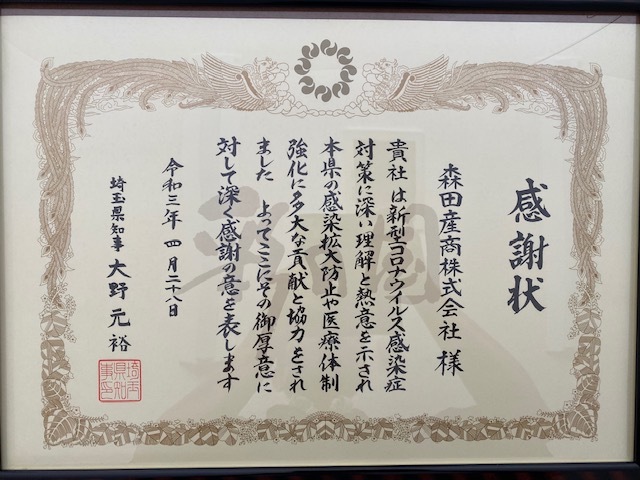 感謝状
森田産商株式会社 様
貴社は新型コロナウイルス感染症
対策に深い理解と熱意を示され
本県の感染拡大防止や医療体制
強化に多大な貢献と協力をされ
ました よってここにその御厚意に
対して深く感謝の意を表します
令和三年 四月二十八日
埼玉県知事 大野元裕
埼玉県知事印